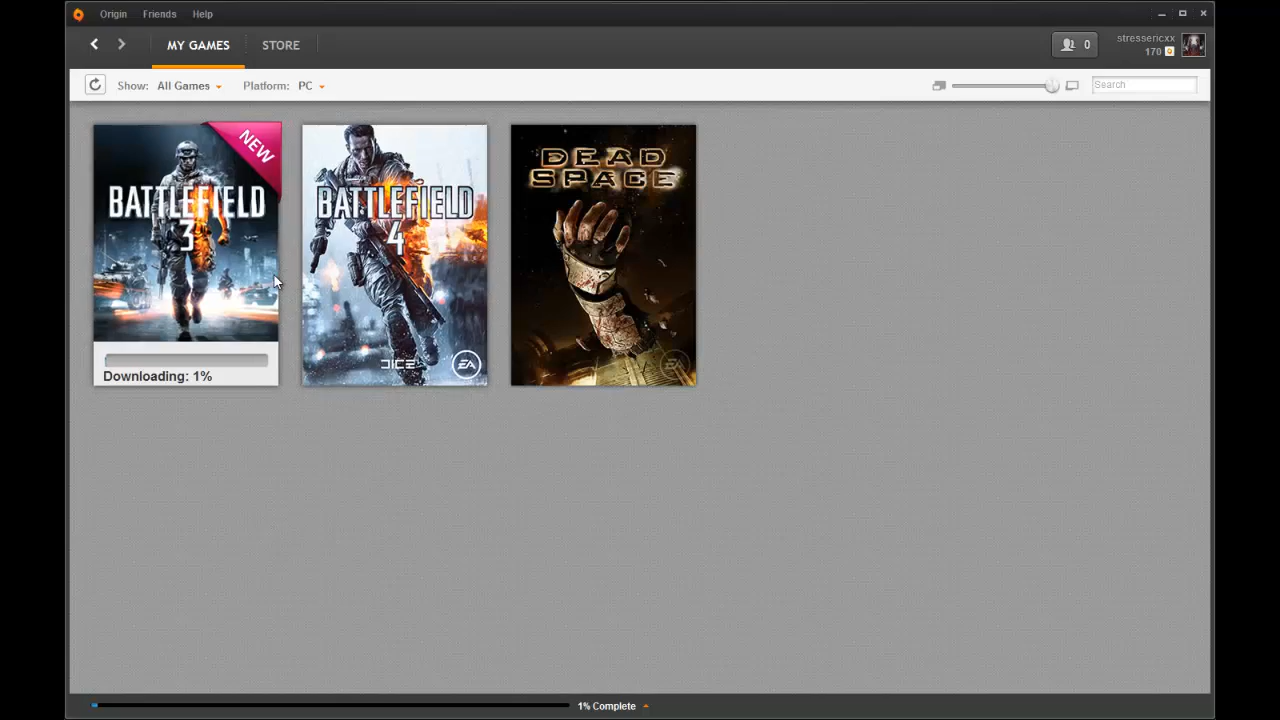 Origin Friends Help
MY GAMES STORE
0
stressericxx
170
Show: All Games Platform: PC
Search
BATTLEFIELD
3
NEW
BATTLEFIELD
4
DICE EA
DEAD
SPACE
EA
Downloading: 1%
1% Complete